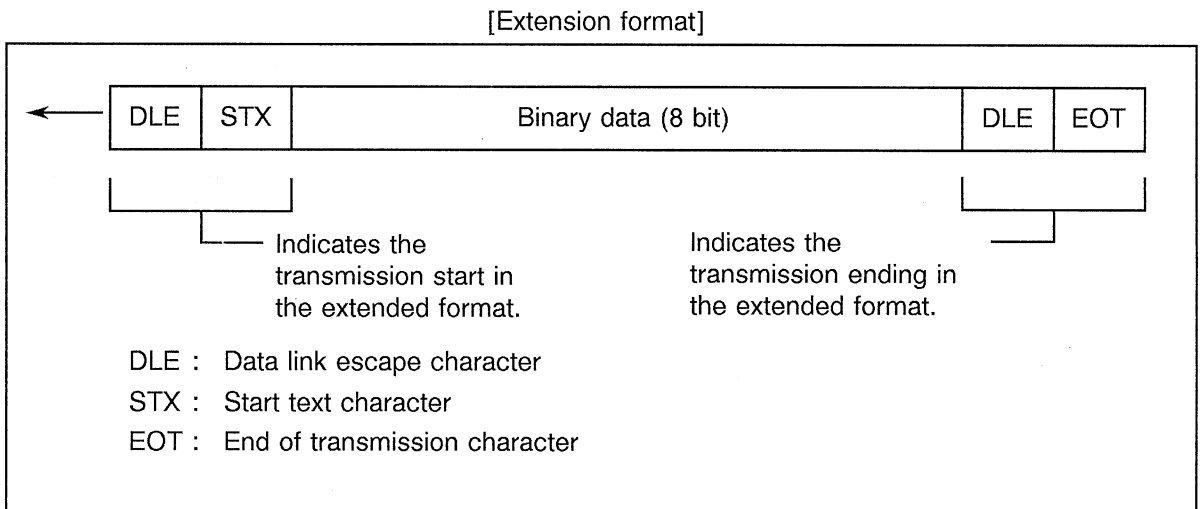 [Extension format]
DLE STX Binary data (8 bit) DLE EOT
Indicates the
transmission start in
the extended format.
Indicates the
transmission ending in
the extended format.
DLE : Data link escape character
STX : Start text character
EOT : End of transmission character